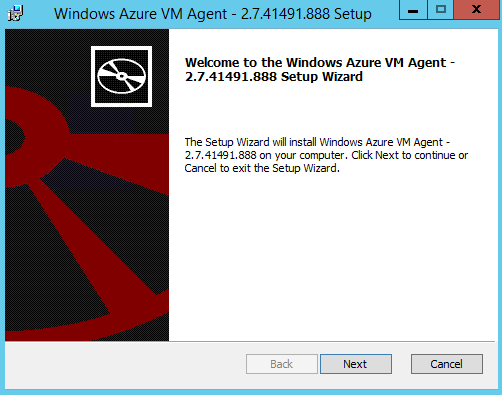 Windows Azure VM Agent - 2.7.41491.888 Setup
Welcome to the Windows Azure VM Agent -
2.7.41491.888 Setup Wizard
The Setup Wizard will install Windows Azure VM Agent -
2.7.41491.888 on your computer. Click Next to continue or
Cancel to exit the Setup Wizard.
Back Next Cancel